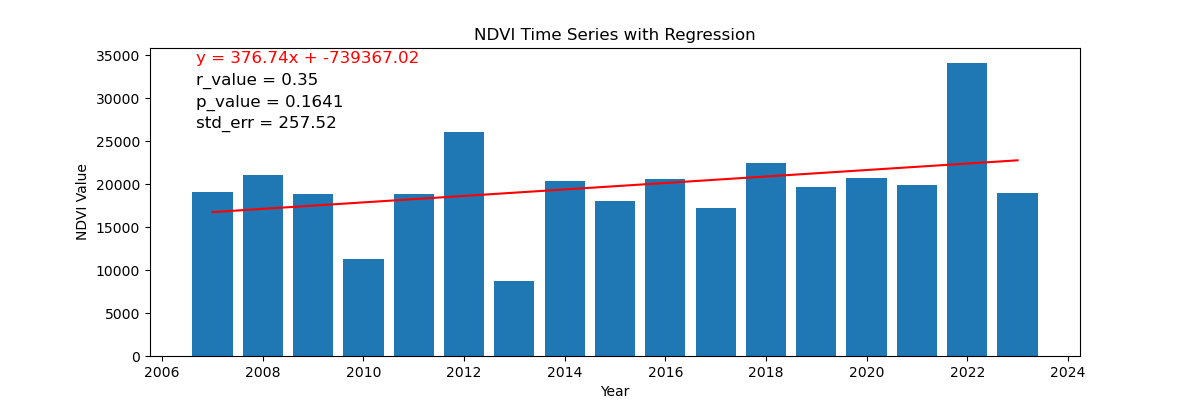 NDVI Time Series with Regression
y = 376.74x + -739367.02
r_value = 0.35
p_value = 0.1641
std_err = 257.52
NDVI Value
35000
30000
25000
20000
15000
10000
5000
0
2006 2008 2010 2012 2014 2016 2018 2020 2022 2024
Year